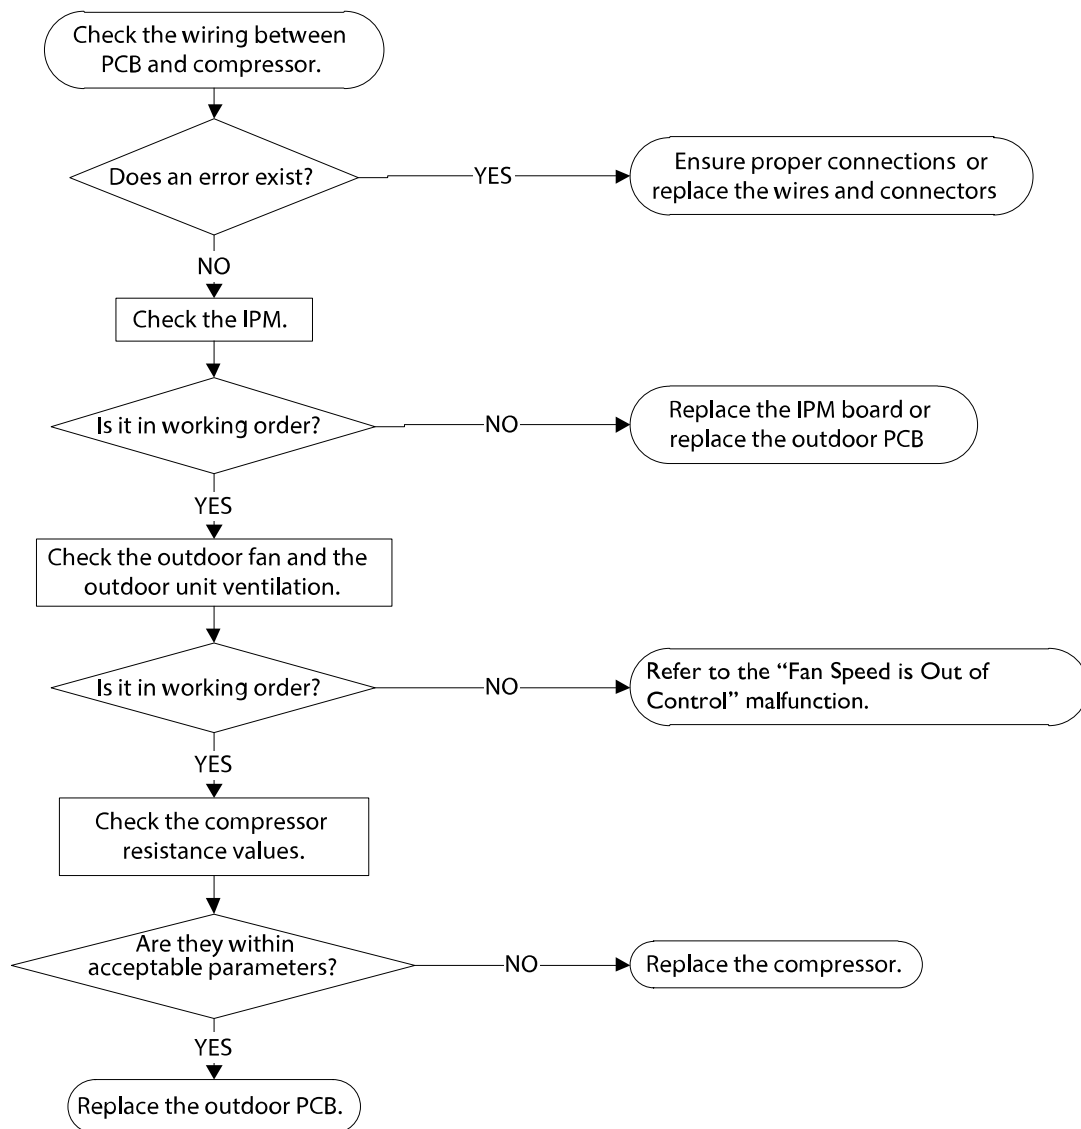 Check the wiring between
PCB and compressor.
Does an error exist?
YES
Ensure proper connections or
replace the wires and connectors
NO
Check the IPM.
Is it in working order?
NO
Replace the IPM board or
replace the outdoor PCB
YES
Check the outdoor fan and the
outdoor unit ventilation.
Is it in working order?
NO
Refer to the “Fan Speed is Out of
Control” malfunction.
YES
Check the compressor
resistance values.
Are they within
acceptable parameters?
NO
Replace the compressor.
YES
Replace the outdoor PCB.